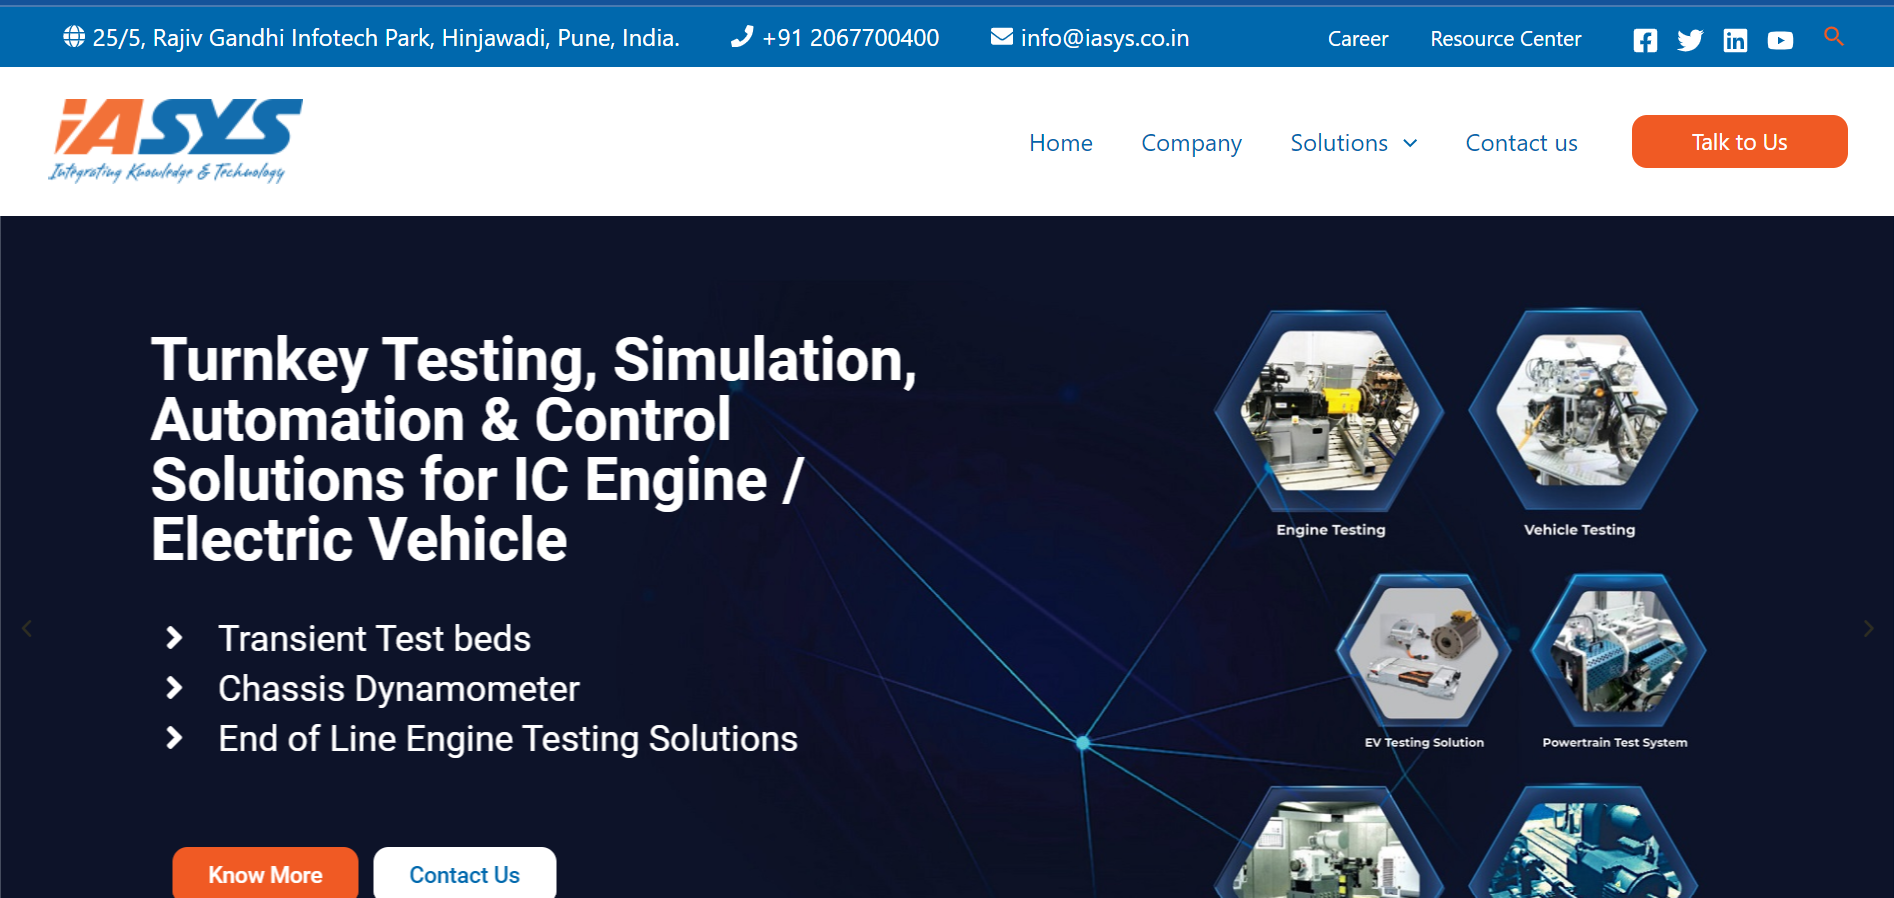 25/5, Rajiv Gandhi Infotech Park, Hinjawadi, Pune, India. +91 2067700400 info@iasys.co.in Career Resource Center
iASYS
Integrating Knowledge & Technology
Home Company Solutions Contact us Talk to Us
Turnkey Testing, Simulation,
Automation & Control
Solutions for IC Engine /
Electric Vehicle
Transient Test beds
Chassis Dynamometer
End of Line Engine Testing Solutions
Know More Contact Us
Engine Testing Vehicle Testing
EV Testing Solution Powertrain Test System